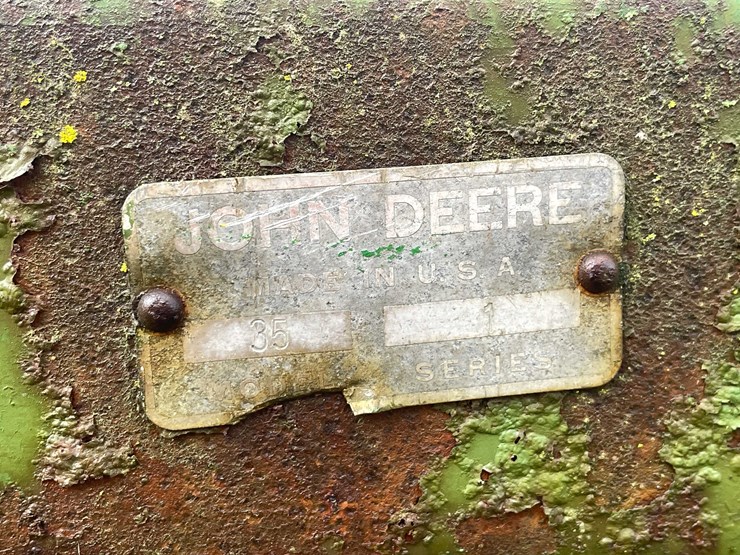 JOHN DEERE
MADE IN U.S.A.
35 1
SERIES